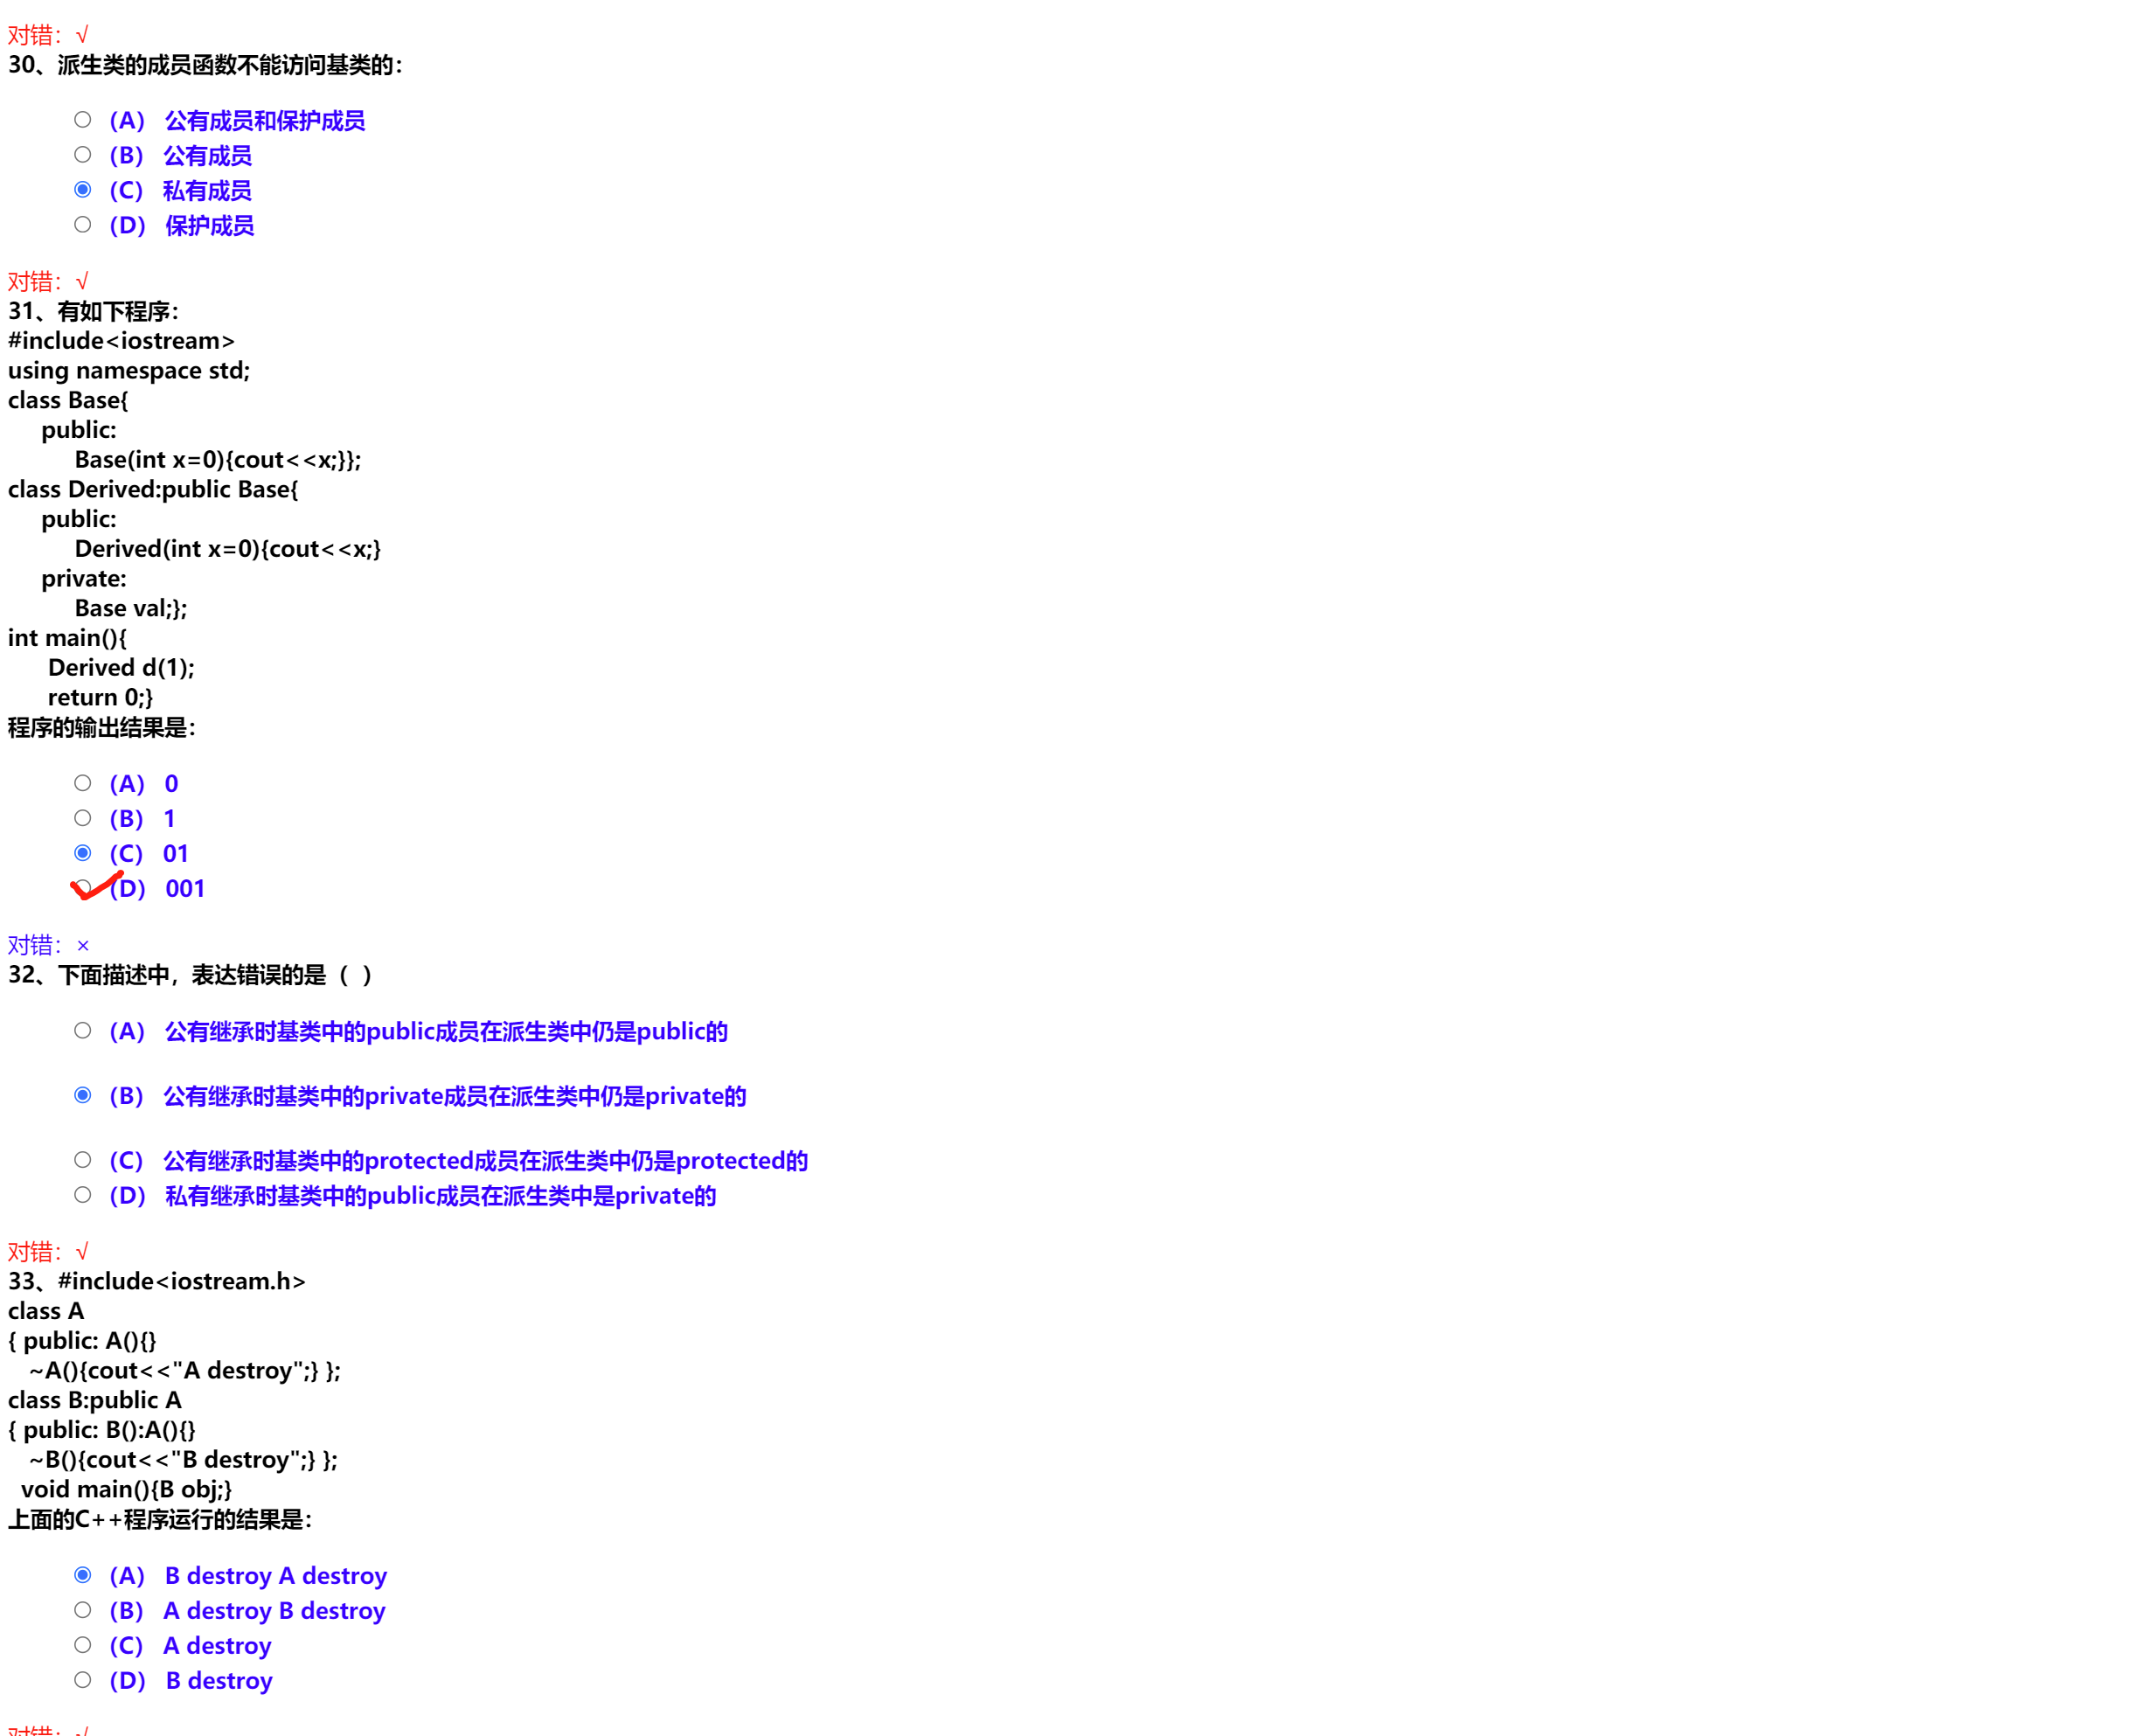 对错：√
30、派生类的成员函数不能访问基类的：
（A） 公有成员和保护成员
（B） 公有成员
（C） 私有成员
（D） 保护成员
对错：√
31、有如下程序：
#include<iostream>
using namespace std;
class Base{
public:
Base(int x=0){cout<<x;}};
class Derived:public Base{
public:
Derived(int x=0){cout<<x;}
private:
Base val;};
int main(){
Derived d(1);
return 0;}
程序的输出结果是：
（A） 0
（B） 1
（C） 01
（D） 001
对错：×
32、下面描述中，表达错误的是（ ）
（A） 公有继承时基类中的public成员在派生类中仍是public的
（B） 公有继承时基类中的private成员在派生类中仍是private的
（C） 公有继承时基类中的protected成员在派生类中仍是protected的
（D） 私有继承时基类中的public成员在派生类中是private的
对错：√
33、#include<iostream.h>
class A
{ public: A(){}
~A(){cout<<"A destroy";} };
class B:public A
{ public: B():A(){}
~B(){cout<<"B destroy";} };
void main(){B obj;}
上面的C++程序运行的结果是：
（A） B destroy A destroy
（B） A destroy B destroy
（C） A destroy
（D） B destroy
对错：√